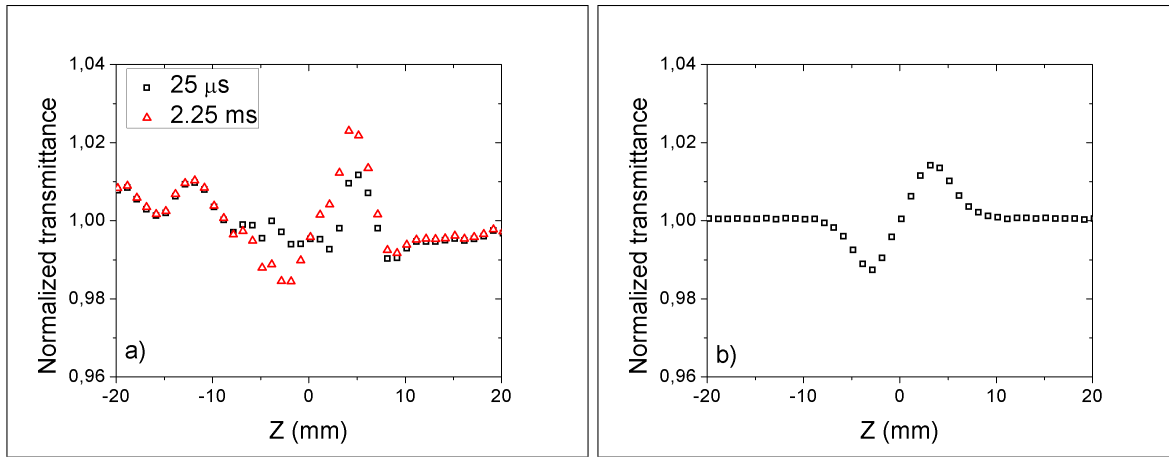 1,04
1,02
1,00
0,98
0,96
Normalized transmittance
25 μs
2.25 ms
a)
-20
-10
0
10
20
Z (mm)
1,04
1,02
1,00
0,98
0,96
Normalized transmittance
b)
-20
-10
0
10
20
Z (mm)